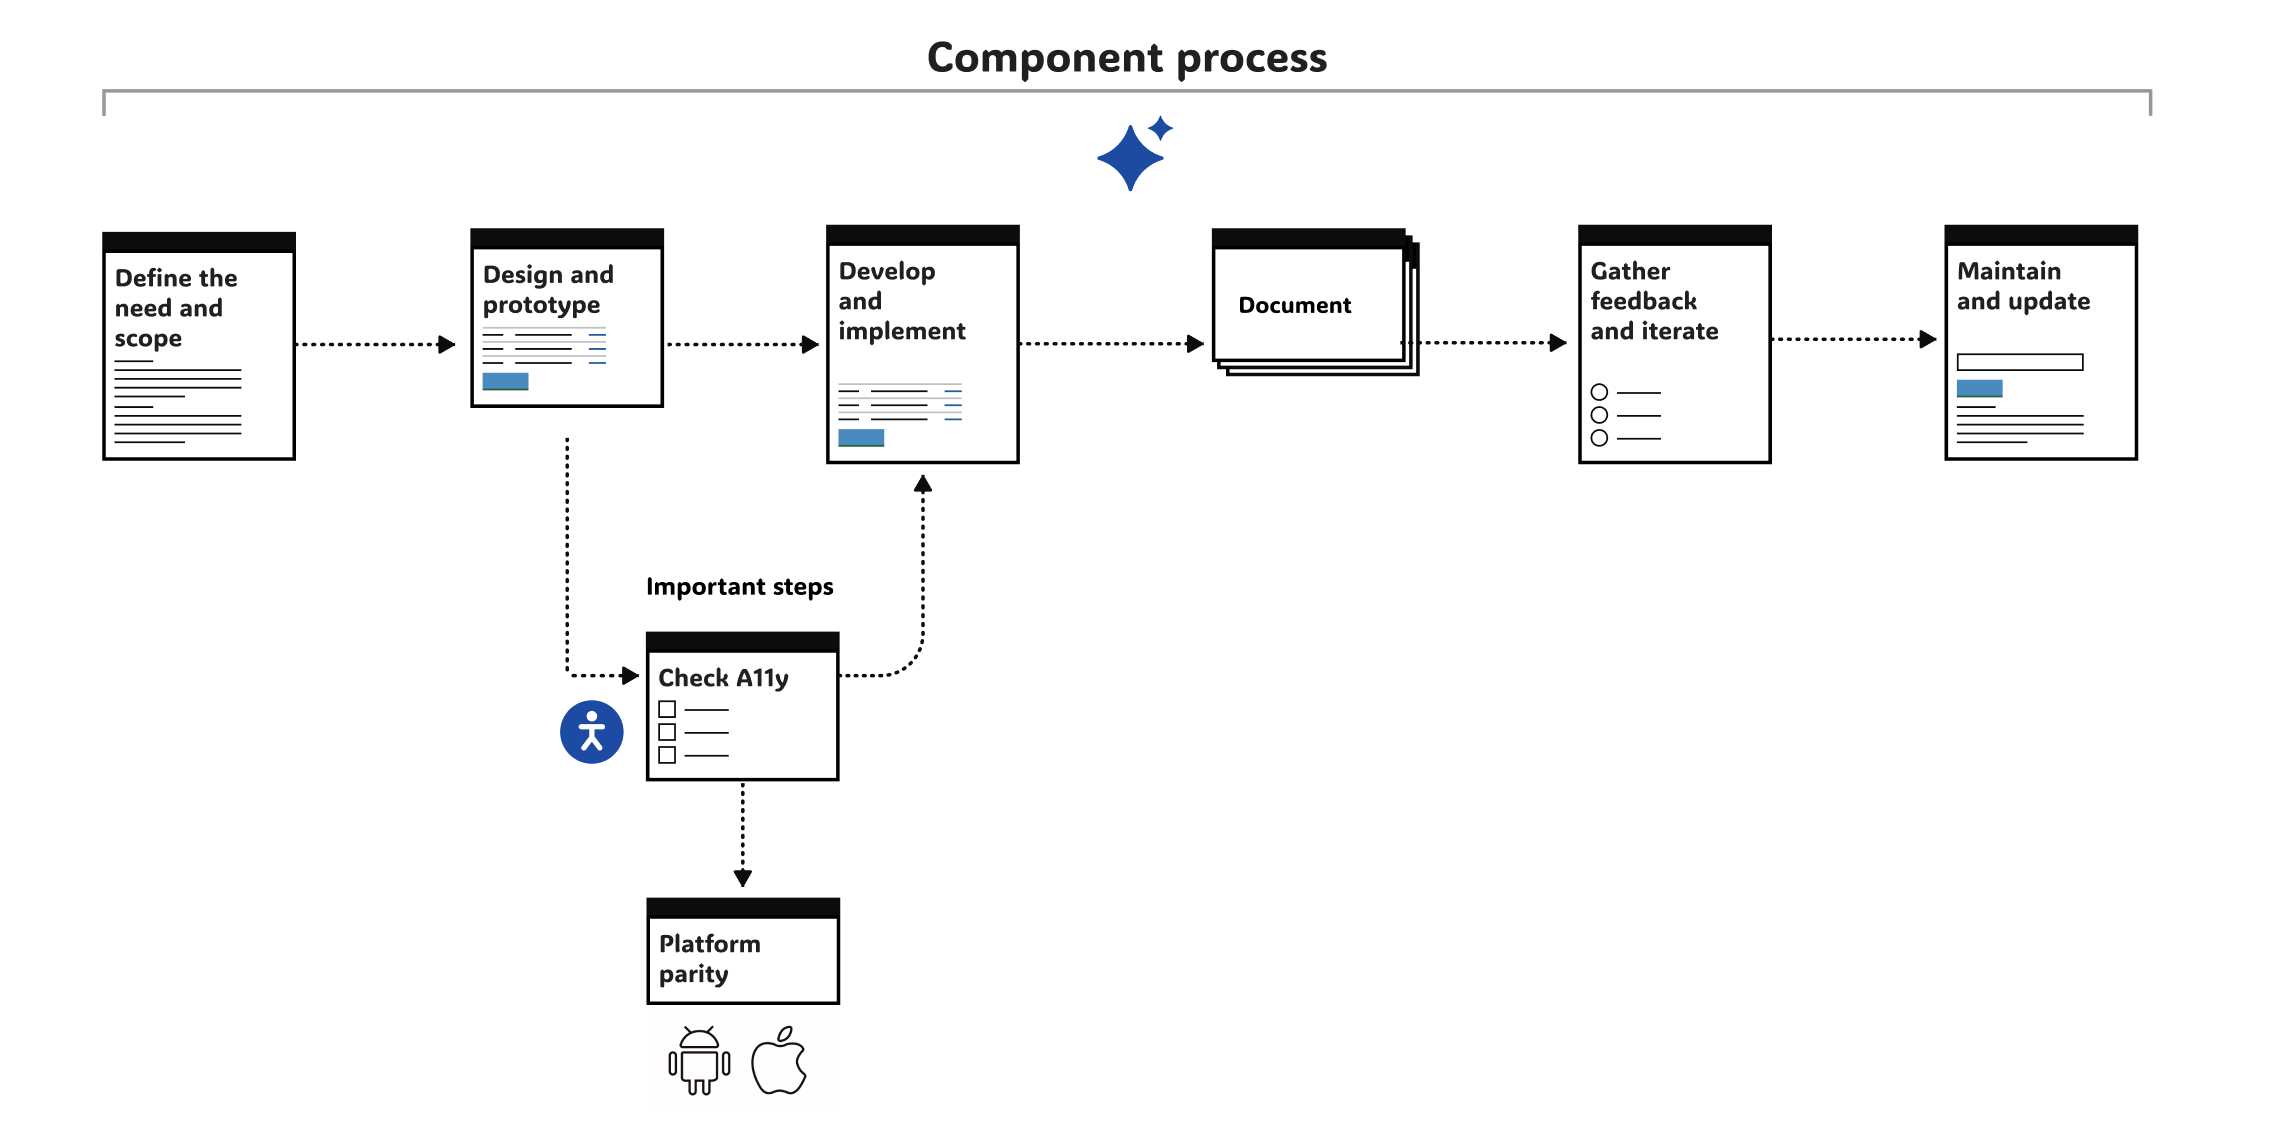 Component process
Define the
need and
scope
Design and
prototype
Develop
and
implement
Document
Gather
feedback
and iterate
Maintain
and update
Important steps
Check A11y
Platform
parity